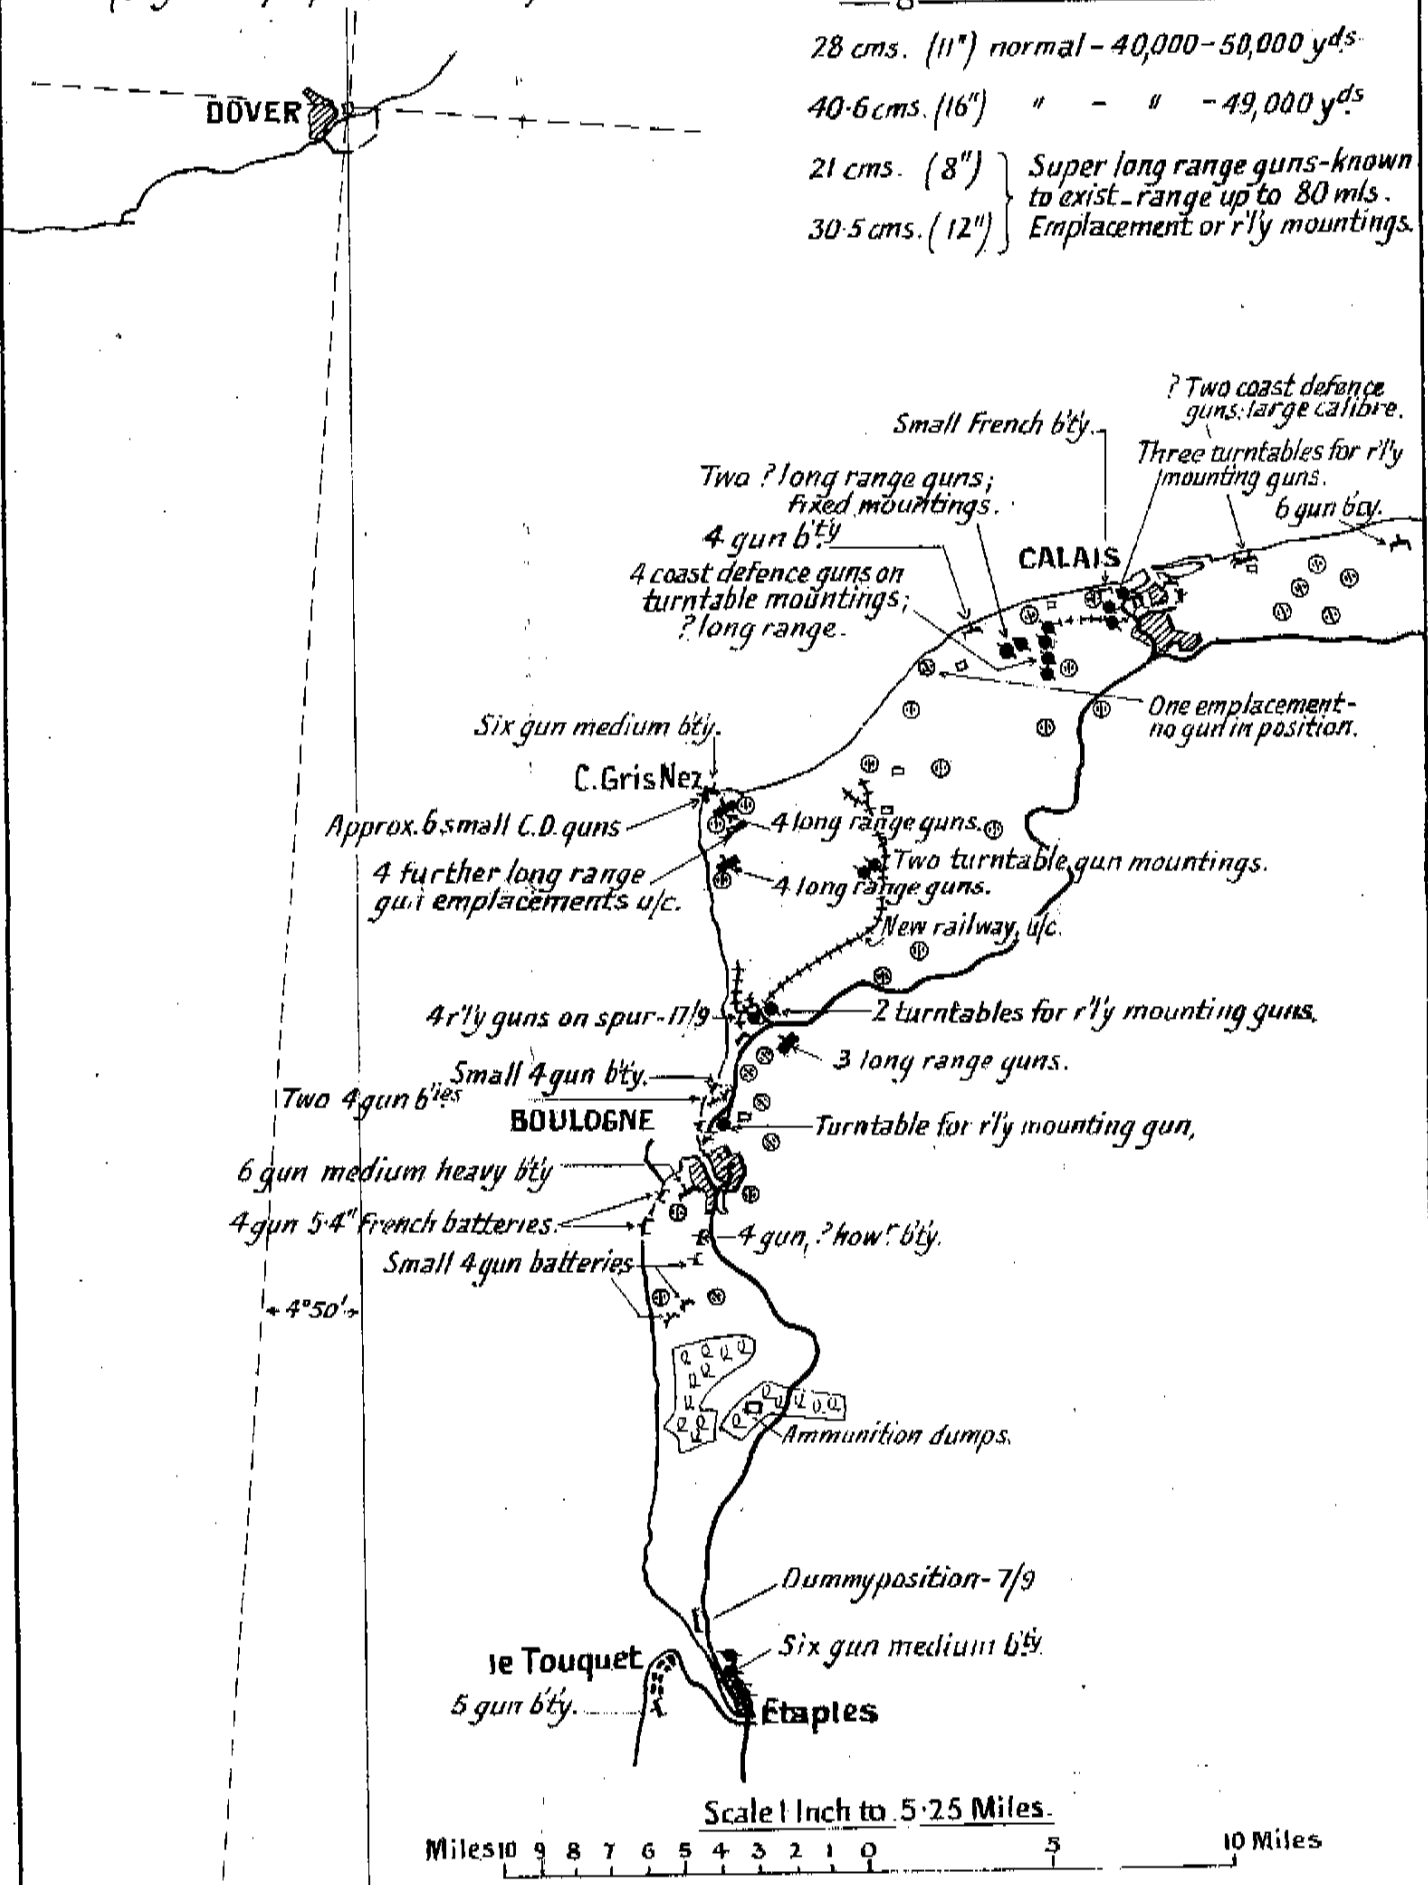 28 cms. (11") normal - 40,000 - 50,000 yds.
40·6 cms. (16") " - " - 49,000 yds.
21 cms. (8") } Super long range guns - known
to exist - range up to 80 mls.
30·5 cms. (12") } Emplacement or r'ly mountings.
DOVER
? Two coast defence
guns: large calibre.
Small French b'ty.
Three turntables for r'ly
mounting guns.
6 gun b'ty.
Two ? long range guns;
fixed mountings.
4 gun b'ty
CALAIS
4 coast defence guns on
turntable mountings;
? long range.
One emplacement -
no gun in position.
Six gun medium b'ty.
C. Gris Nez
Approx. 6 small C.D. guns
4 long range guns.
4 further long range
gun emplacements u/c.
Two turntable gun mountings.
4 long range guns.
New railway, u/c.
4 r'ly guns on spur - 17/9
2 turntables for r'ly mounting guns.
3 long range guns.
Small 4 gun b'ty.
Two 4 gun b'ies
BOULOGNE
Turntable for r'ly mounting gun,
6 gun medium heavy b'ty
4 gun 5·4" French batteries.
4 gun, ? how'r b'ty.
Small 4 gun batteries
4°50'
Ammunition dumps.
Dummy position - 7/9
Six gun medium b'ty.
le Touquet
5 gun b'ty.
Etaples
Scale 1 Inch to 5·25 Miles.
Miles 10 9 8 7 6 5 4 3 2 1 0 5 10 Miles